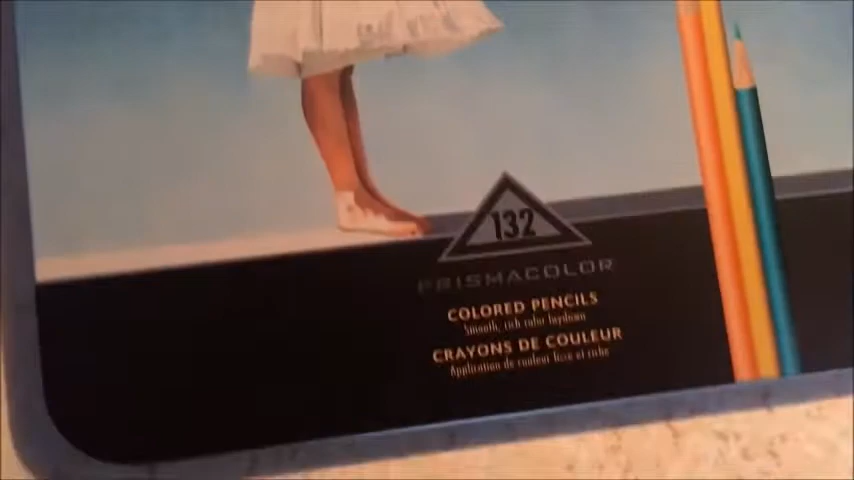 132
PRISMACOLOR
COLORED PENCILS
Smooth, rich color laydown
CRAYONS DE COULEUR
Application de couleur lisse et riche